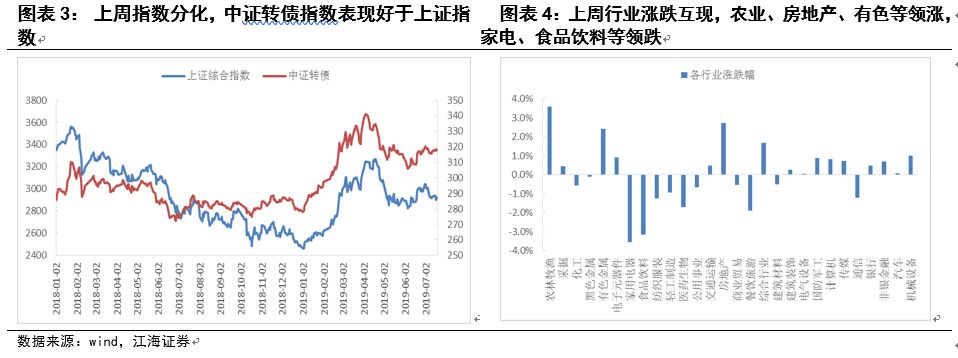 图表 3： 上周指数分化，中证转债指数表现好于上证指
数
图表 4：上周行业涨跌互现，农业、房地产、有色等领涨，
家电、食品饮料等领跌
上证综合指数
中证转债
3800
3600
3400
3200
3000
2800
2600
2400
350
340
330
320
310
300
290
280
270
260
250
2018-01-02
2018-02-02
2018-03-02
2018-04-02
2018-05-02
2018-06-02
2018-07-02
2018-08-02
2018-09-02
2018-10-02
2018-11-02
2018-12-02
2019-01-02
2019-02-02
2019-03-02
2019-04-02
2019-05-02
2019-06-02
2019-07-02
各行业涨跌幅
4.0%
3.0%
2.0%
1.0%
0.0%
-1.0%
-2.0%
-3.0%
-4.0%
农林牧渔
采掘
化工
黑色金属
有色金属
电子元器件
家用电器
食品饮料
纺织服装
轻工制造
医药生物
公用事业
交通运输
房地产
商业贸易
餐饮旅游
综合行业
建筑材料
建筑装饰
电气设备
国防军工
计算机
传媒
通信
银行
非银金融
汽车
机械设备
数据来源：wind，江海证券